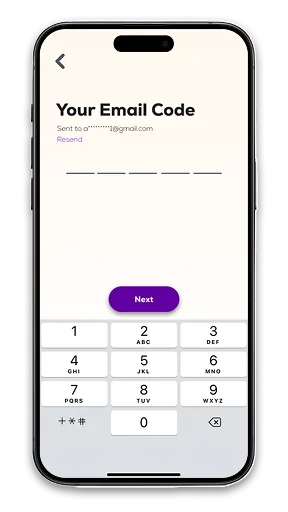 Your Email Code
Sent to a*********1@gmail.com
Resend
Next
1 2 3
ABC DEF
4 5 6
GHI JKL MNO
7 8 9
PQRS TUV WXYZ
+*# 0